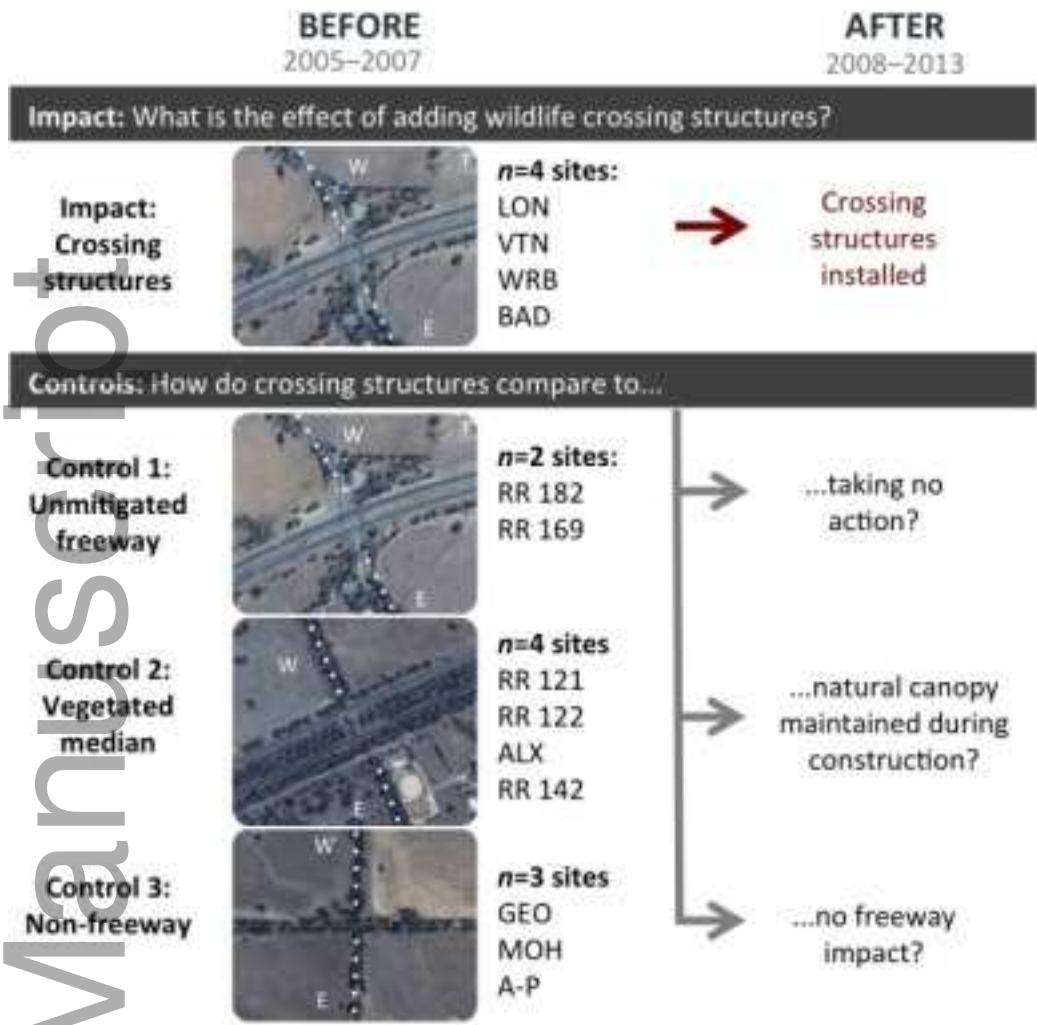 BEFORE
2005–2007
AFTER
2008–2013
Impact: What is the effect of adding wildlife crossing structures?
Impact:
Crossing
structures
W
E
n=4 sites:
LON
VTN
WRB
BAD
Crossing
structures
installed
Controls: How do crossing structures compare to...
Control 1:
Unmitigated
freeway
W
E
n=2 sites:
RR 182
RR 169
...taking no
action?
Control 2:
Vegetated
median
W
E
n=4 sites
RR 121
RR 122
ALX
RR 142
...natural canopy
maintained during
construction?
Control 3:
Non-freeway
W
E
n=3 sites
GEO
MOH
A-P
...no freeway
impact?
Manuscript